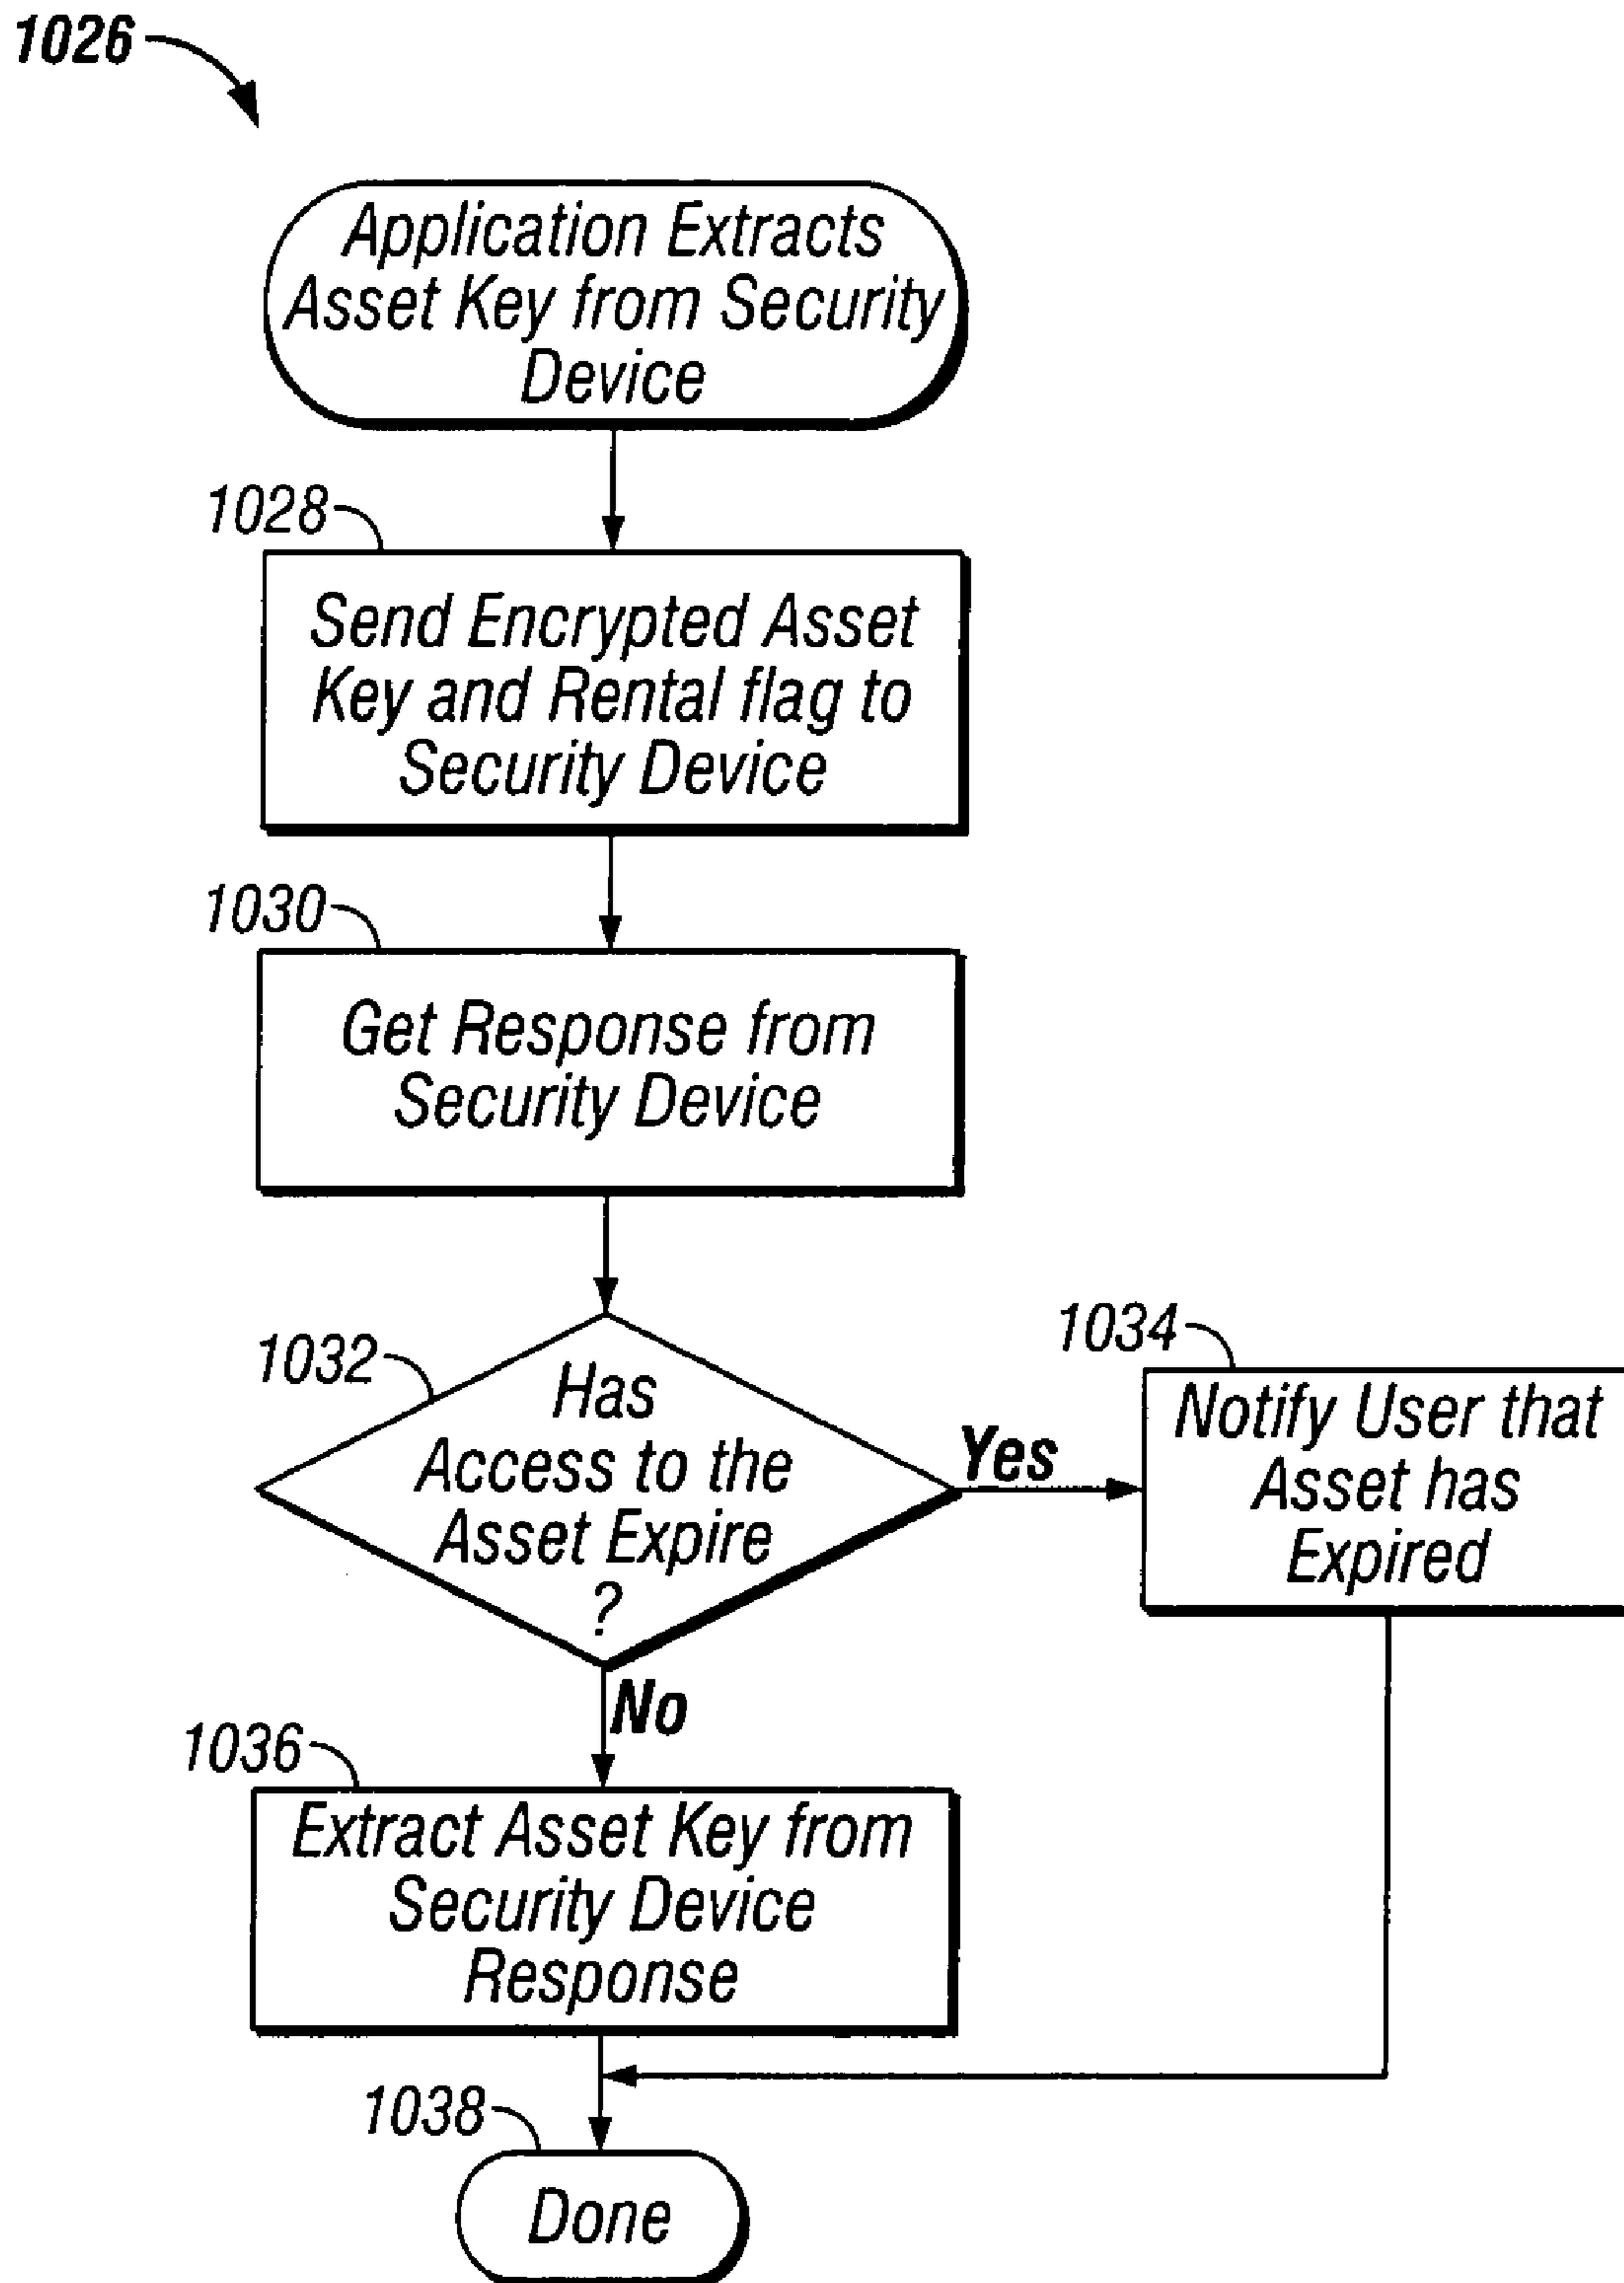 1026
Application Extracts
Asset Key from Security
Device
1028
Send Encrypted Asset
Key and Rental flag to
Security Device
1030
Get Response from
Security Device
1032
Has
Access to the
Asset Expire
?
Yes
1034
Notify User that
Asset has
Expired
No
1036
Extract Asset Key from
Security Device
Response
1038
Done